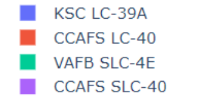 KSC LC-39A
CCAFS LC-40
VAFB SLC-4E
CCAFS SLC-40